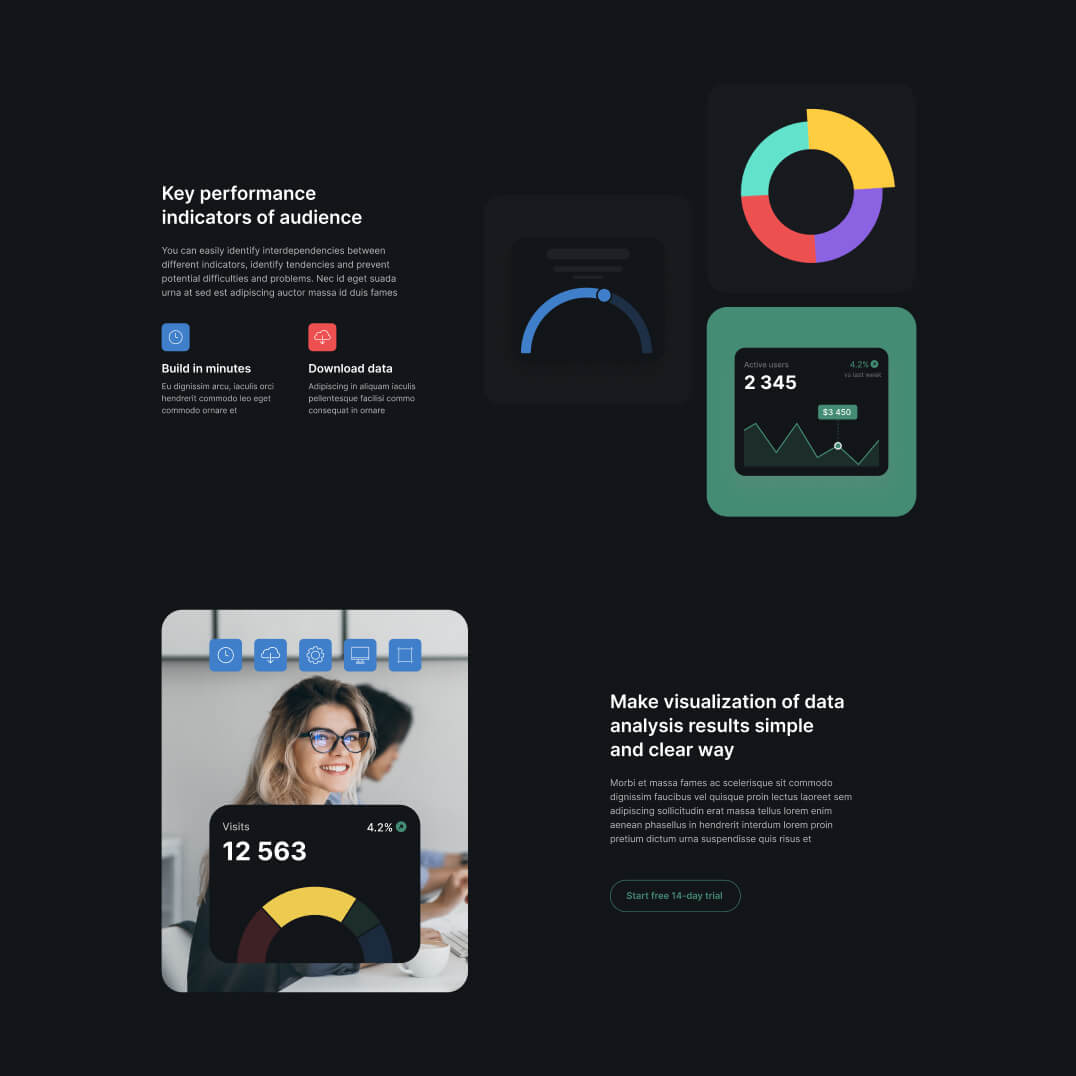 Key performance
indicators of audience
You can easily identify interdependencies between
different indicators, identify tendencies and prevent
potential difficulties and problems. Nec id eget suada
urna at sed est adipiscing auctor massa id duis fames
Build in minutes
Eu dignissim arcu, iaculis orci
hendrerit commodo leo eget
commodo ornare et
Download data
Adipiscing in aliquam iaculis
pellentesque facilisi commo
consequat in ornare
Active users
4.2%
2 345
vs last week
$3 450
Visits
4.2%
12 563
Make visualization of data
analysis results simple
and clear way
Morbi et massa fames ac scelerisque sit commodo
dignissim faucibus vel quisque proin lectus laoreet sem
adipiscing sollicitudin erat massa tellus lorem enim
aenean phasellus in hendrerit interdum lorem proin
pretium dictum urna suspendisse quis risus et
Start free 14-day trial